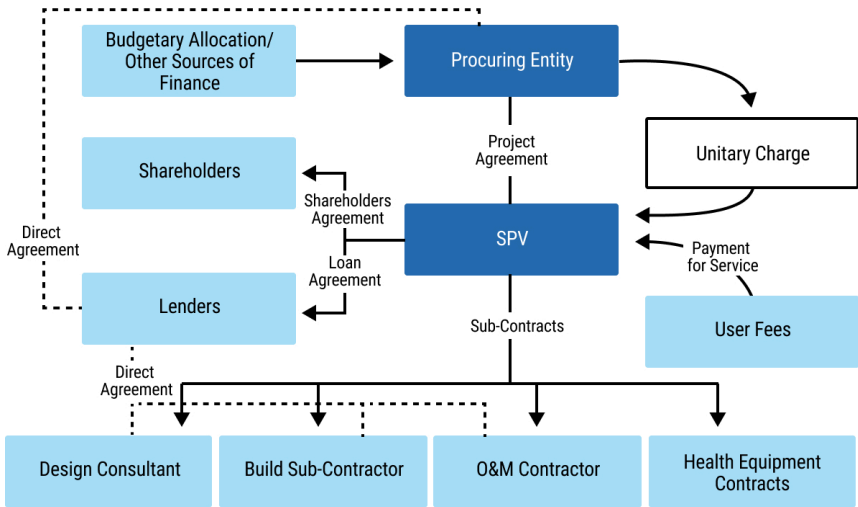 Budgetary Allocation/
Other Sources of
Finance
Procuring Entity
Project
Agreement
Unitary Charge
Shareholders
Shareholders
Agreement
SPV
Direct
Agreement
Loan
Agreement
Payment
for Service
Lenders
Sub-Contracts
User Fees
Direct
Agreement
Design Consultant
Build Sub-Contractor
O&M Contractor
Health Equipment
Contracts